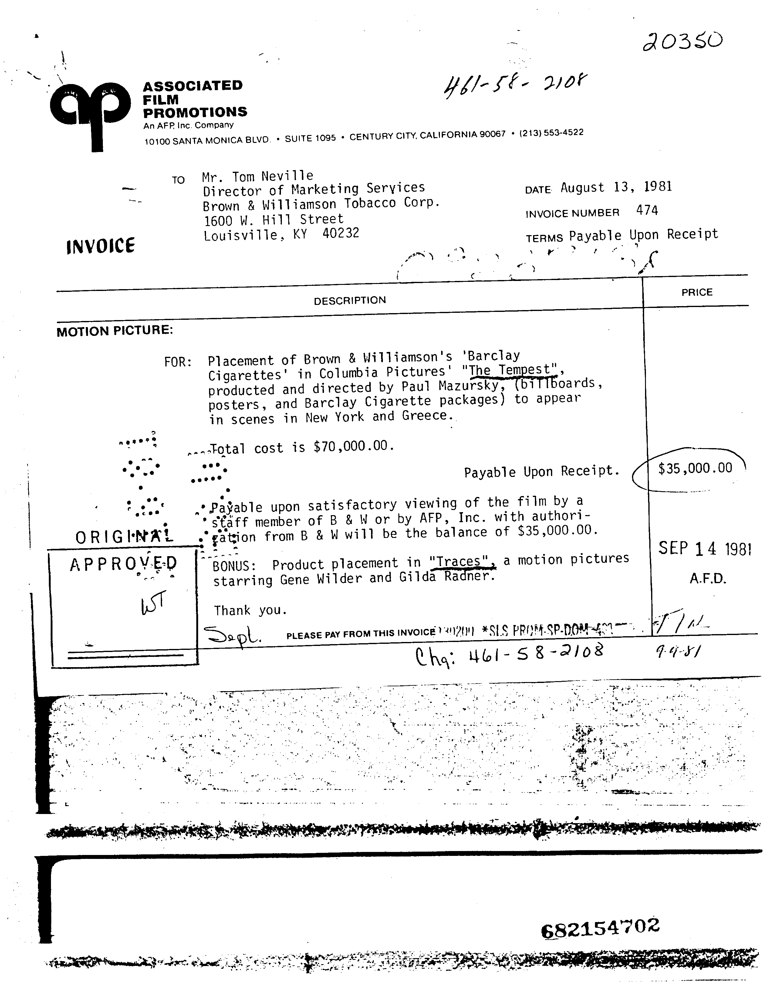 20350
461-58-2108
ap
ASSOCIATED
FILM
PROMOTIONS
An AFP, Inc. Company
10100 SANTA MONICA BLVD. • SUITE 1095 • CENTURY CITY, CALIFORNIA 90067 • (213) 553-4522
TO Mr. Tom Neville
Director of Marketing Services
Brown & Williamson Tobacco Corp.
1600 W. Hill Street
Louisville, KY 40232
DATE August 13, 1981
INVOICE NUMBER 474
TERMS Payable Upon Receipt
INVOICE
DESCRIPTION
PRICE
MOTION PICTURE:
FOR: Placement of Brown & Williamson's 'Barclay
Cigarettes' in Columbia Pictures' "The Tempest",
producted and directed by Paul Mazursky, (billboards,
posters, and Barclay Cigarette packages) to appear
in scenes in New York and Greece.
Total cost is $70,000.00.
Payable Upon Receipt. $35,000.00
Payable upon satisfactory viewing of the film by a
staff member of B & W or by AFP, Inc. with authori-
zation from B & W will be the balance of $35,000.00.
ORIGINAL
APPROVED
WT
BONUS: Product placement in "Traces", a motion pictures
starring Gene Wilder and Gilda Radner.
SEP 14 1981
A.F.D.
Thank you.
Sept.
PLEASE PAY FROM THIS INVOICE *SLS PROM-SP-DOM
Chg: 461-58-2108
9-9-81
682154702